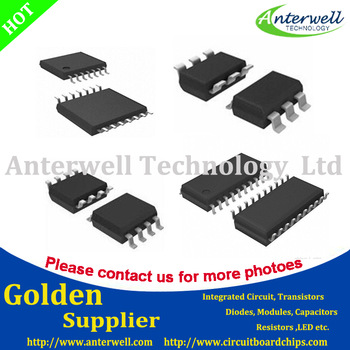 HOT
Anterwell
TECHNOLOGY
Anterwell Technology Ltd
Please contact us for more photoes
Golden
Supplier
Integrated Circuit, Transistors
Diodes, Modules, Capacitors
Resistors ,LED etc.
http://www.anterwell.com
http://www.circuitboardchips.com